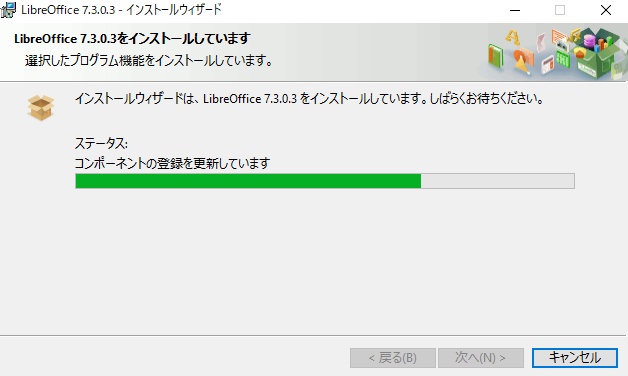 LibreOffice 7.3.0.3 - インストールウィザード
LibreOffice 7.3.0.3をインストールしています
選択したプログラム機能をインストールしています。
インストールウィザードは、LibreOffice 7.3.0.3 をインストールしています。しばらくお待ちください。
ステータス:
コンポーネントの登録を更新しています
< 戻る(B)
次へ(N) >
キャンセル